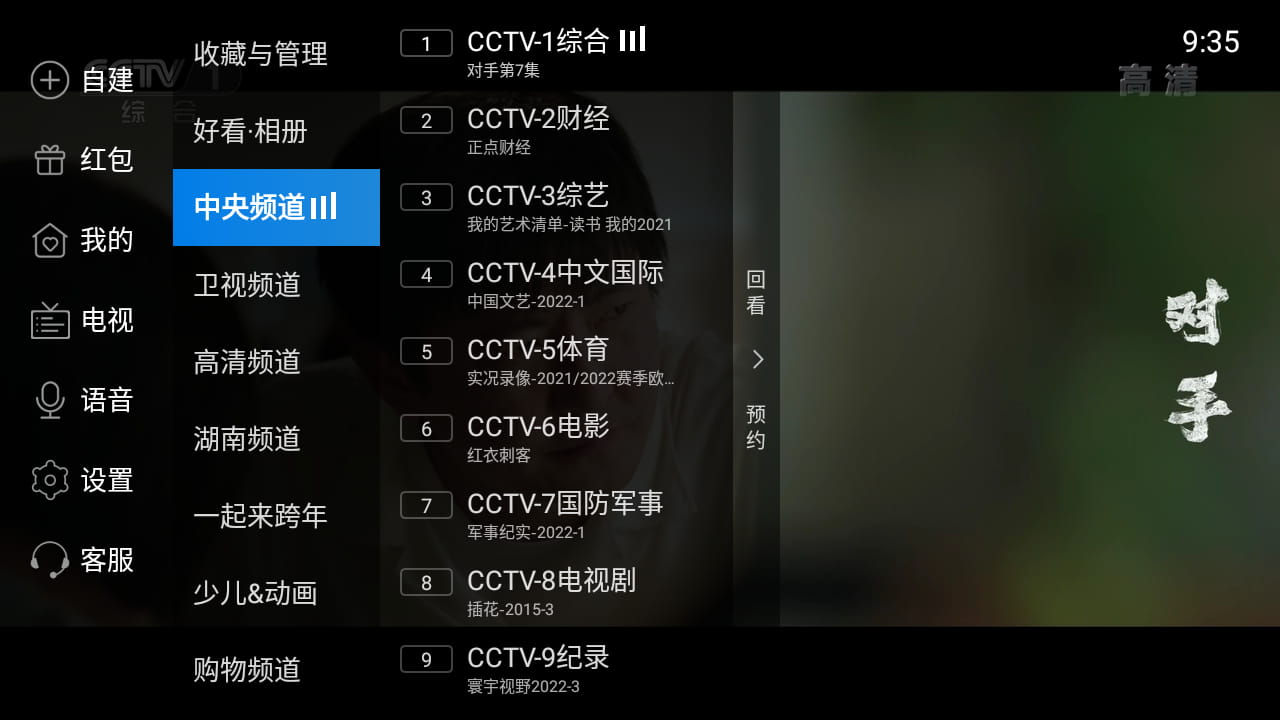 9:35
高清
CCTV 1
综合
自建
红包
我的
电视
语音
设置
客服
收藏与管理
好看·相册
中央频道
卫视频道
高清频道
湖南频道
一起来跨年
少儿&动画
购物频道
1 CCTV-1综合
对手第7集
2 CCTV-2财经
正点财经
3 CCTV-3综艺
我的艺术清单-读书 我的2021
4 CCTV-4中文国际
中国文艺-2022-1
5 CCTV-5体育
实况录像-2021/2022赛季欧...
6 CCTV-6电影
红衣刺客
7 CCTV-7国防军事
军事纪实-2022-1
8 CCTV-8电视剧
插花-2015-3
9 CCTV-9纪录
寰宇视野2022-3
回看
预约
对手